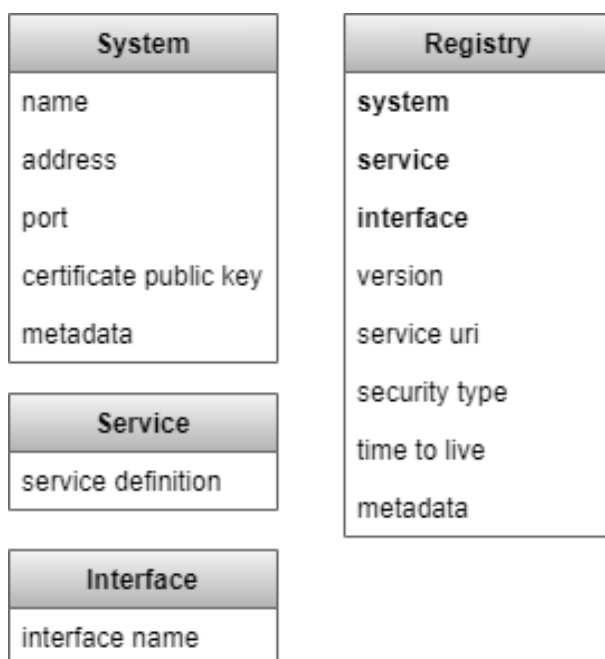 System
name
address
port
certificate public key
metadata
Service
service definition
Interface
interface name
Registry
system
service
interface
version
service uri
security type
time to live
metadata